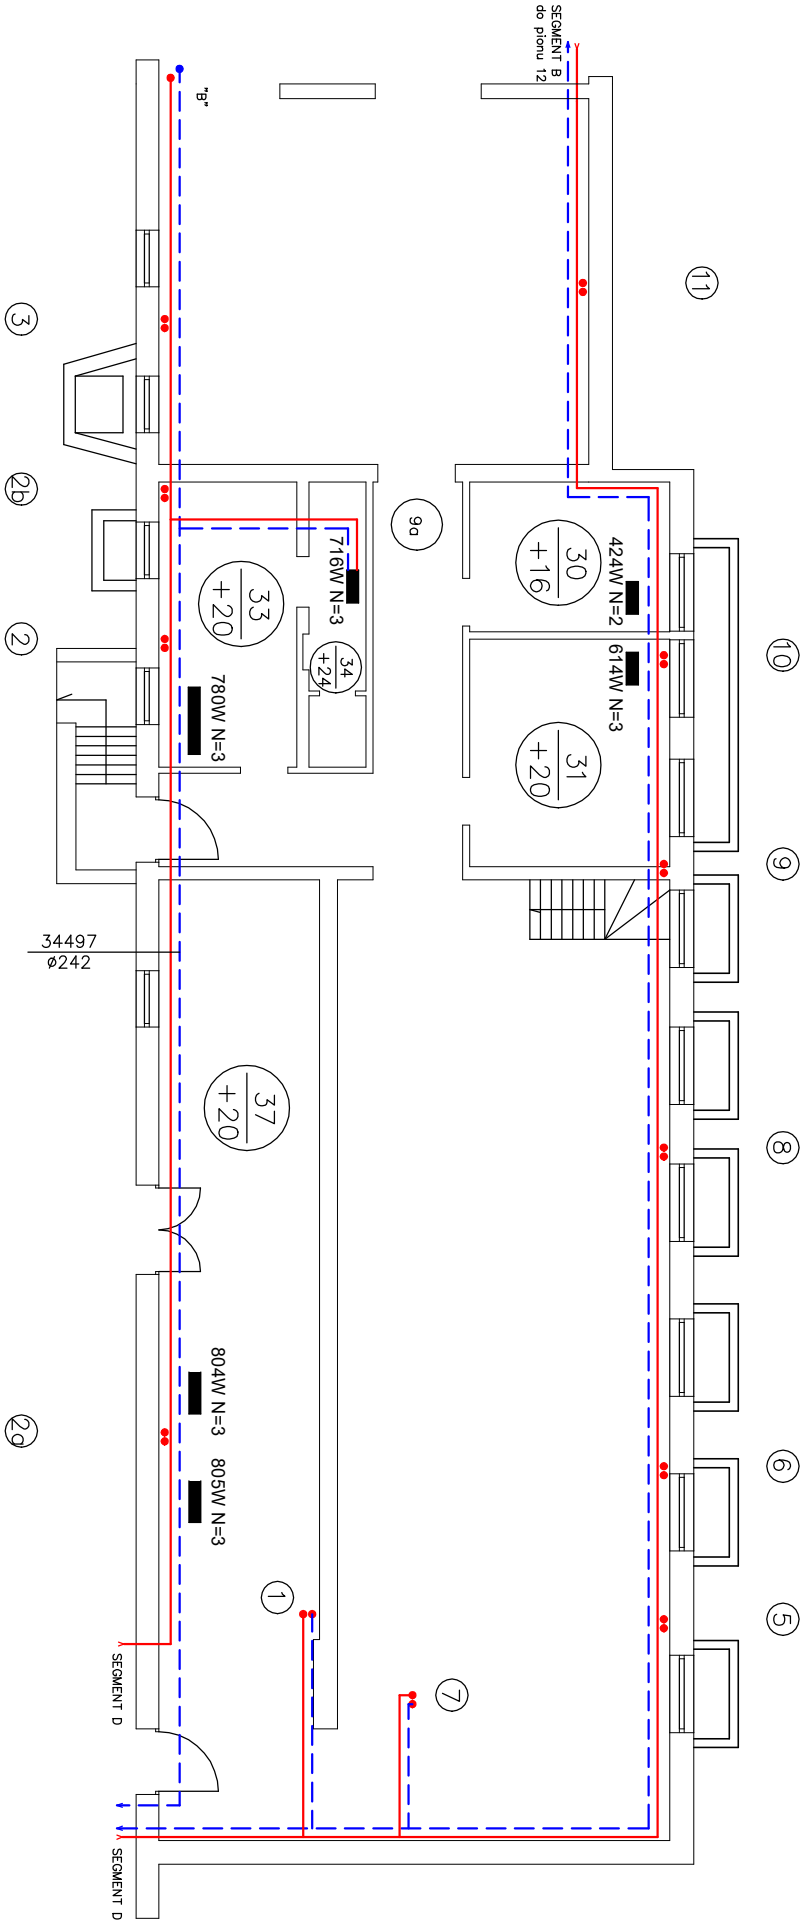 SEGMENT B
do pionu 12
"B"
11
3
2b
9a
716W N=3
33
+20
34
+24
30
+16
424W N=2
614W N=3
10
2
780W N=3
31
+20
9
34497
ø242
37
+20
8
804W N=3
2a
805W N=3
6
1
5
7
SEGMENT D
SEGMENT D